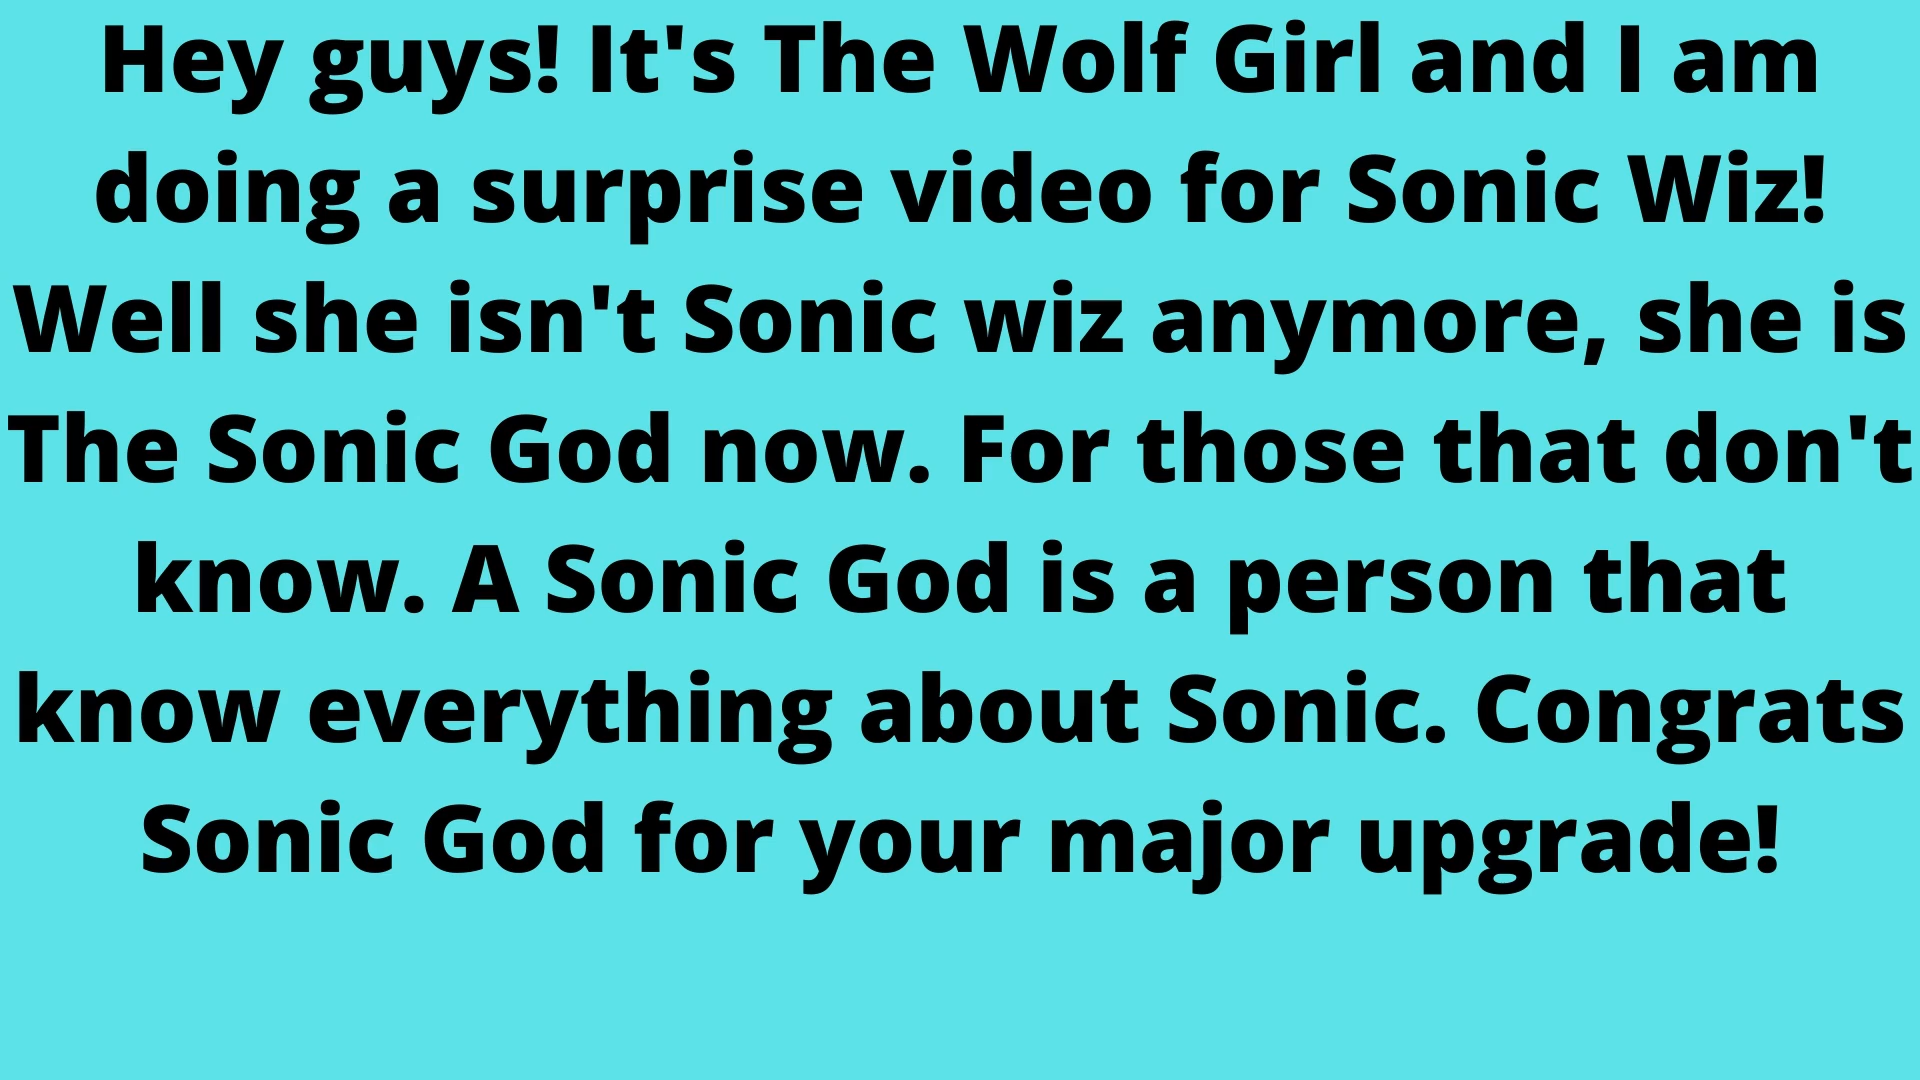 Hey guys! It's The Wolf Girl and I am
doing a surprise video for Sonic Wiz!
Well she isn't Sonic wiz anymore, she is
The Sonic God now. For those that don't
know. A Sonic God is a person that
know everything about Sonic. Congrats
Sonic God for your major upgrade!